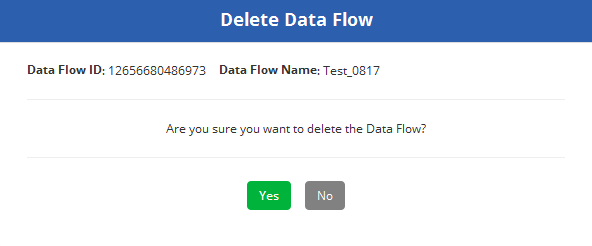 Delete Data Flow
Data Flow ID: 12656680486973 Data Flow Name: Test_0817
Are you sure you want to delete the Data Flow?
Yes No